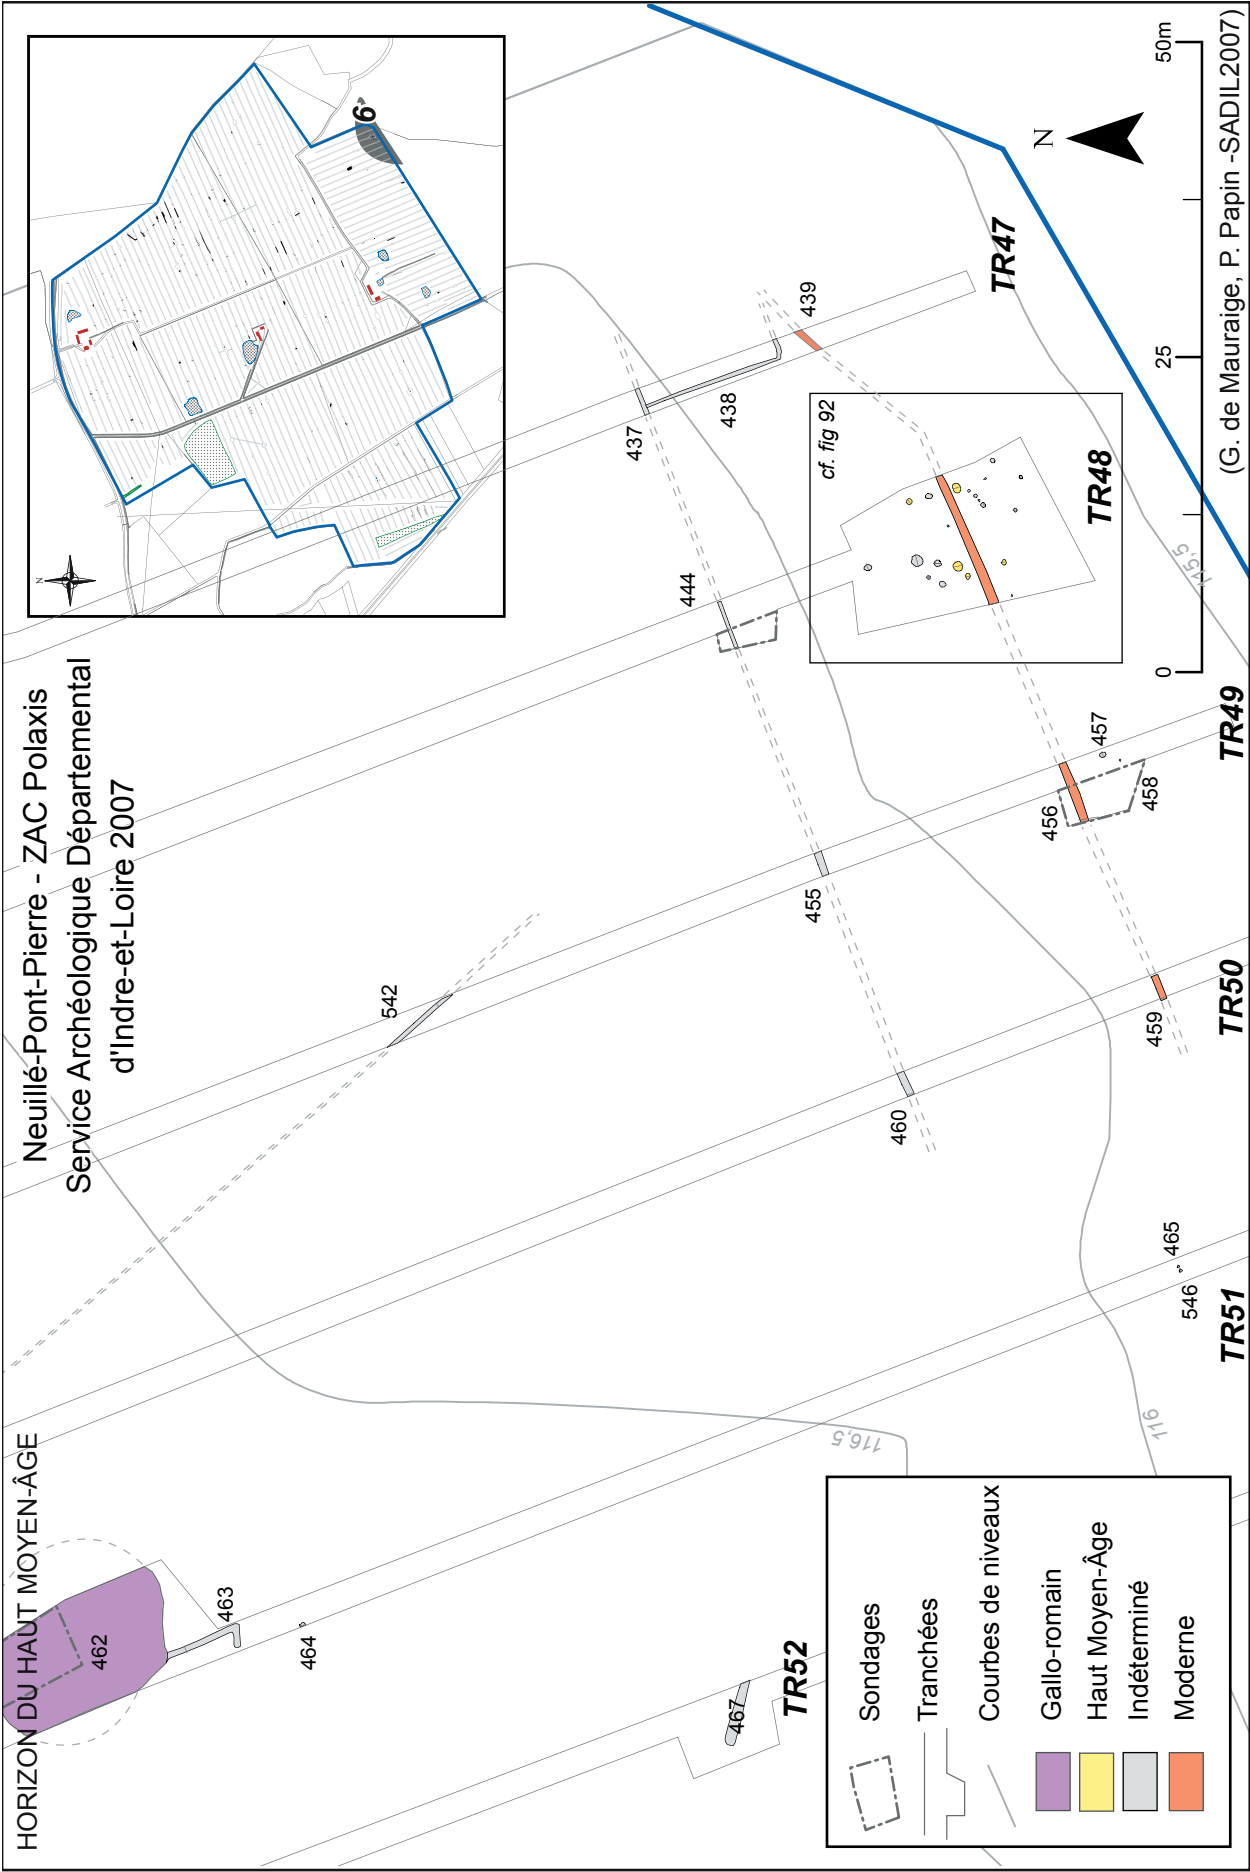 HORIZON DU HAUT MOYEN-ÂGE
Neuillé-Pont-Pierre - ZAC Polaxis
Service Archéologique Départemental
d'Indre-et-Loire 2007
N
6
462
463
464
467
TR52
542
116,5
116
460
455
444
437
438
439
TR47
cf. fig 92
TR48
456
457
458
TR49
459
TR50
465
546
TR51
115,5
N
0
25
50m
Sondages
Tranchées
Courbes de niveaux
Gallo-romain
Haut Moyen-Âge
Indéterminé
Moderne
(G. de Mauraige, P. Papin -SADIL2007)